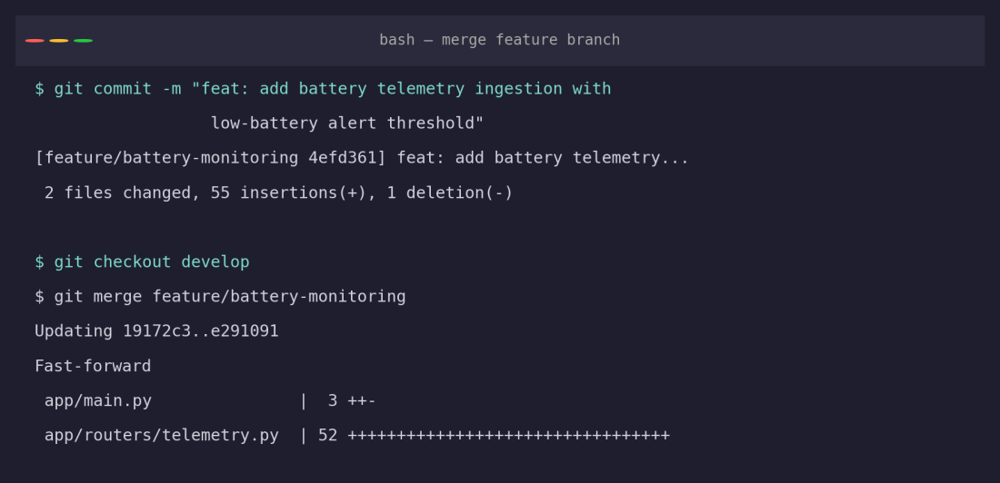 bash — merge feature branch
$ git commit -m "feat: add battery telemetry ingestion with
                  low-battery alert threshold"
[feature/battery-monitoring 4efd361] feat: add battery telemetry...
 2 files changed, 55 insertions(+), 1 deletion(-)
$ git checkout develop
$ git merge feature/battery-monitoring
Updating 19172c3..e291091
Fast-forward
 app/main.py               |  3 ++-
 app/routers/telemetry.py  | 52 +++++++++++++++++++++++++++++++++